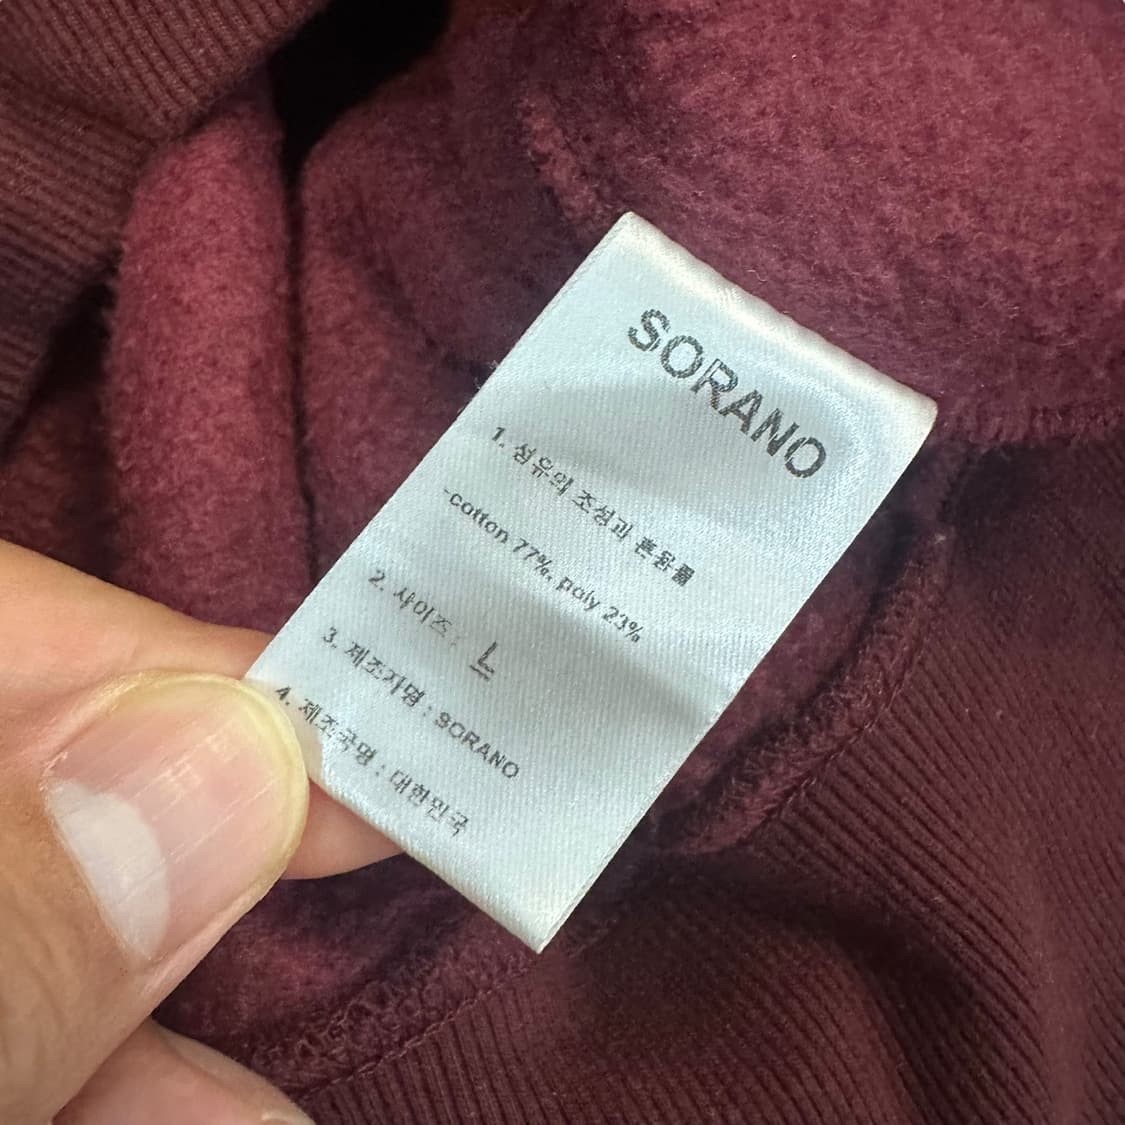 SORANO
1. 섬유의 조성과 혼용률
-cotton 77%, poly 23%
2. 사이즈 : L
3. 제조자명 : SORANO
4. 제조국명 : 대한민국